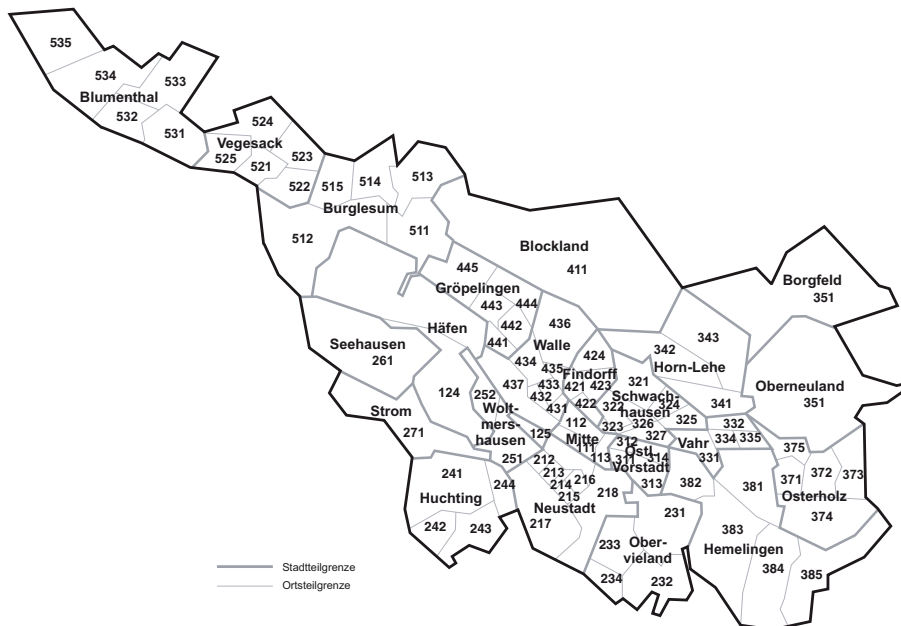 535
534
533
Blumenthal
532
531
524
Vegesack
525
521
523
522
515
514
513
Burglesum
512
511
Blockland
411
445
Gröpelingen
443
444
442
441
Häfen
436
Walle
434
435
437
433
432
431
Borgfeld
351
343
342
Horn-Lehe
341
Oberneuland
351
Seehausen
261
124
252
Strom
271
Wolt-
mers-
hausen
125
251
424
Findorff
421
423
422
321
Schwach-
hausen
322
324
323
326
325
327
112
Mitte
111
113
312
Östl.
311
314
Vorstadt
313
332
Vahr
334
335
331
375
371
372
373
Osterholz
374
241
244
Huchting
242
243
212
213
214
216
215
218
Neustadt
217
382
381
231
383
Hemelingen
384
385
233
Ober-
vieland
234
232
Stadtteilgrenze
Ortsteilgrenze